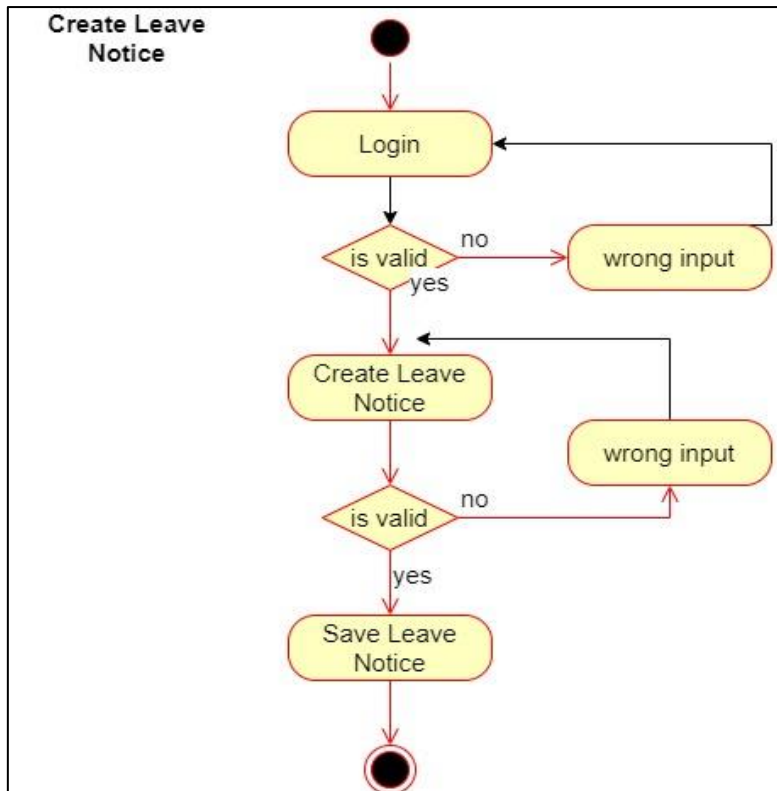 Create Leave
Notice
Login
is valid
no
wrong input
yes
Create Leave
Notice
wrong input
is valid
no
yes
Save Leave
Notice